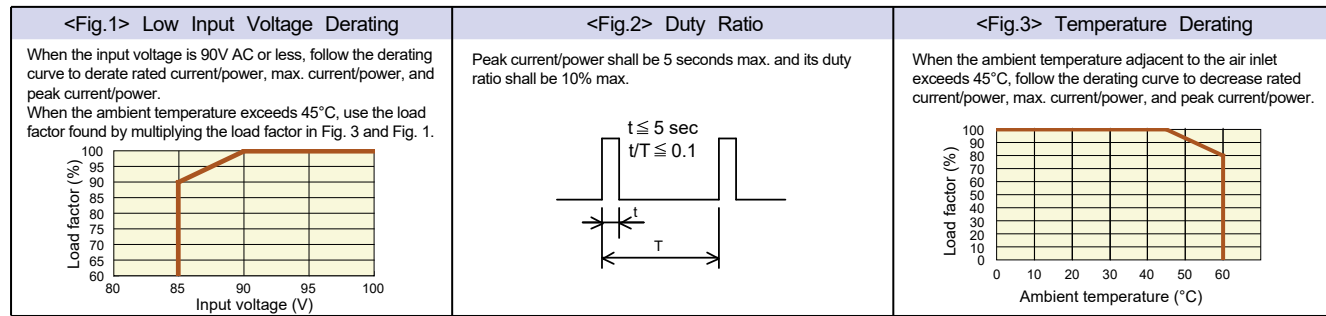 <Fig.1> Low Input Voltage Derating
When the input voltage is 90V AC or less, follow the derating
curve to derate rated current/power, max. current/power, and
peak current/power.
When the ambient temperature exceeds 45°C, use the load
factor found by multiplying the load factor in Fig. 3 and Fig. 1.
Load factor (%)
100
95
90
85
80
75
70
65
60
80 85 90 95 100
Input voltage (V)
<Fig.2> Duty Ratio
Peak current/power shall be 5 seconds max. and its duty
ratio shall be 10% max.
t ≦ 5 sec
t/T ≦ 0.1
t
T
<Fig.3> Temperature Derating
When the ambient temperature adjacent to the air inlet
exceeds 45°C, follow the derating curve to decrease rated
current/power, max. current/power, and peak current/power.
Load factor (%)
100
90
80
70
60
50
40
30
20
10
0
0 10 20 30 40 50 60
Ambient temperature (°C)